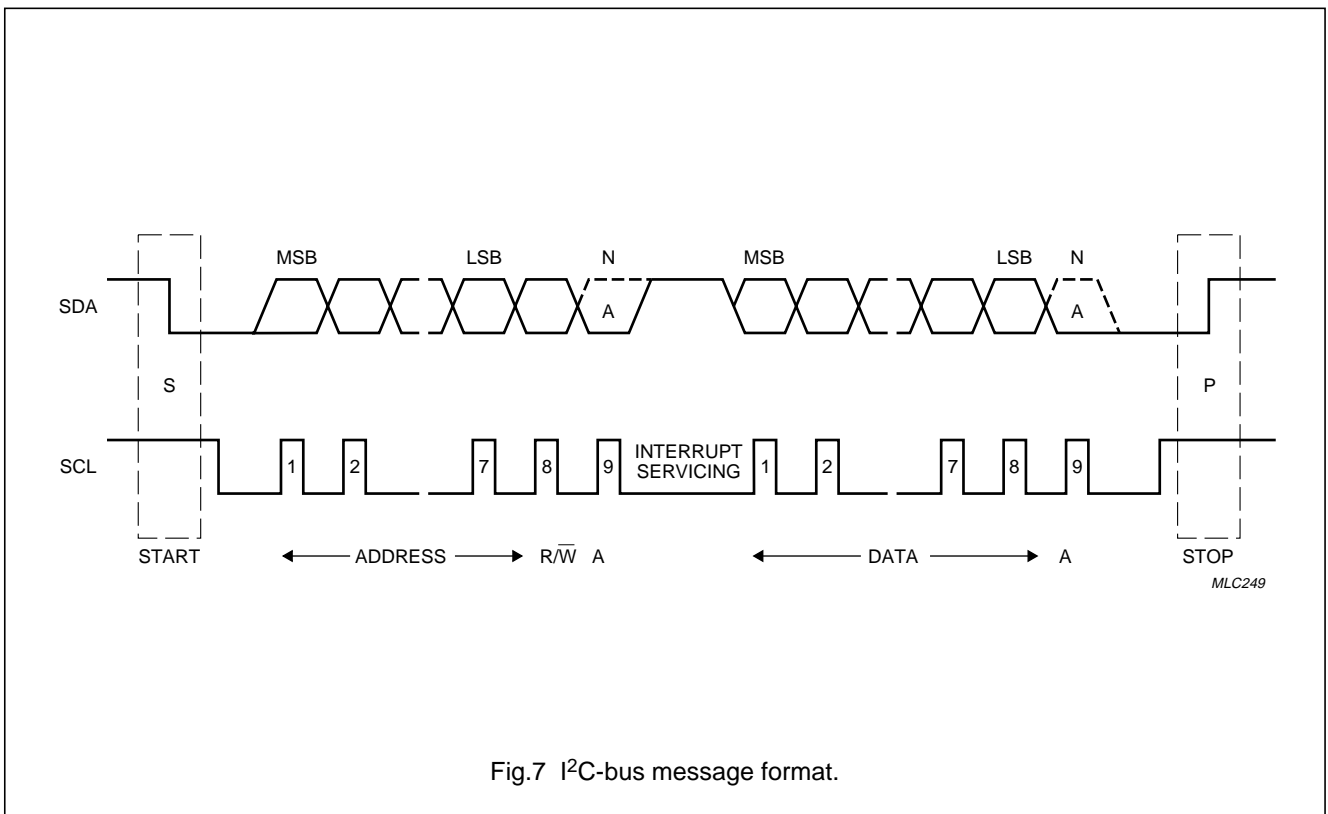 MSB LSB N MSB LSB N
SDA A A
S P
SCL 1 2 7 8 9 INTERRUPT SERVICING 1 2 7 8 9
START ADDRESS R/W̅ A DATA A STOP
MLC249
Fig.7 I²C-bus message format.